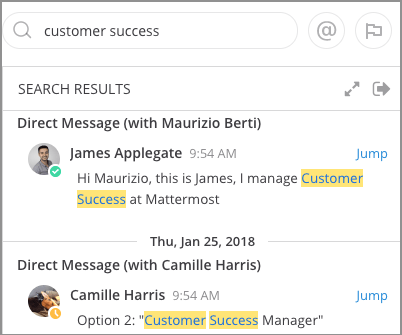 customer success
@
SEARCH RESULTS
Direct Message (with Maurizio Berti)
James Applegate 9:54 AM Jump
Hi Maurizio, this is James, I manage Customer
Success at Mattermost
Thu, Jan 25, 2018
Direct Message (with Camille Harris)
Camille Harris 9:54 AM Jump
Option 2: "Customer Success Manager"